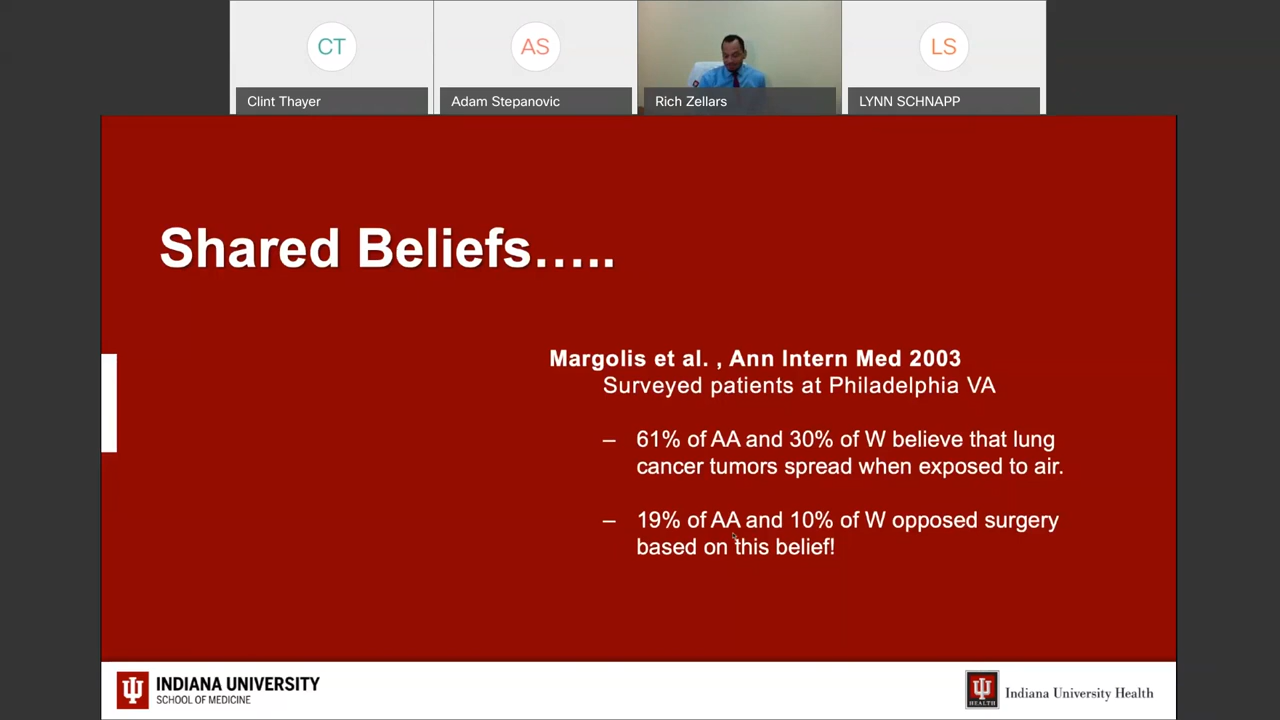 CT
AS
LS
Clint Thayer
Adam Stepanovic
Rich Zellars
LYNN SCHNAPP
Shared Beliefs…..
Margolis et al. , Ann Intern Med 2003
Surveyed patients at Philadelphia VA
– 61% of AA and 30% of W believe that lung
cancer tumors spread when exposed to air.
– 19% of AA and 10% of W opposed surgery
based on this belief!
INDIANA UNIVERSITY
SCHOOL OF MEDICINE
HEALTH
Indiana University Health